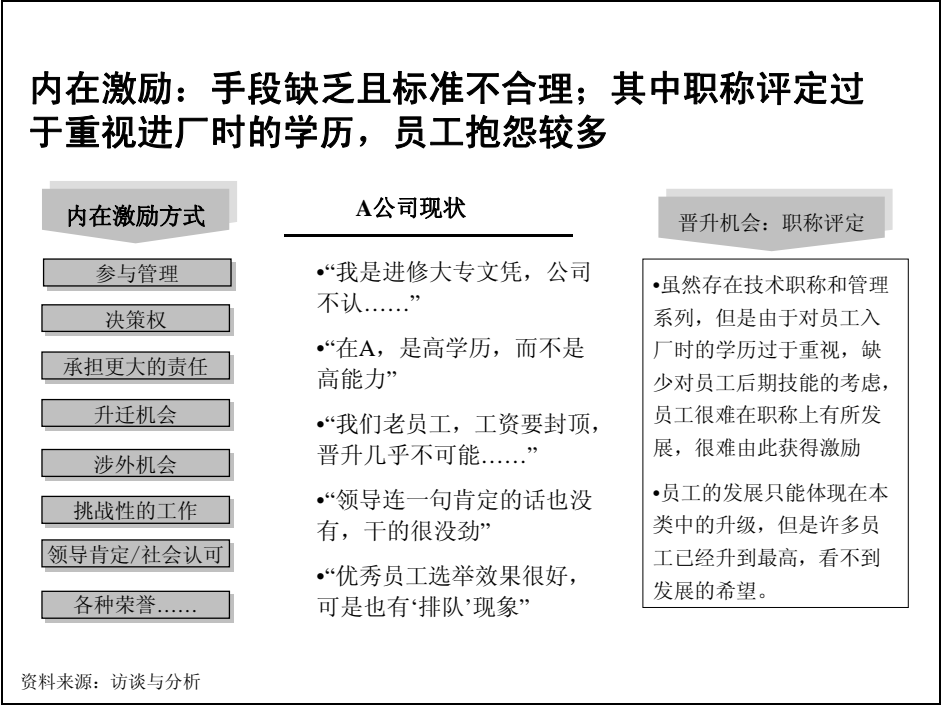 内在激励：手段缺乏且标准不合理；其中职称评定过
于重视进厂时的学历，员工抱怨较多
内在激励方式
参与管理
决策权
承担更大的责任
升迁机会
涉外机会
挑战性的工作
领导肯定/社会认可
各种荣誉……
A公司现状
•“我是进修大专文凭，公司
不认……”
•“在A，是高学历，而不是
高能力”
•“我们老员工，工资要封顶，
晋升几乎不可能……”
•“领导连一句肯定的话也没
有，干的很没劲”
•“优秀员工选举效果很好，
可是也有‘排队’现象”
晋升机会：职称评定
•虽然存在技术职称和管理
系列，但是由于对员工入
厂时的学历过于重视，缺
少对员工后期技能的考虑，
员工很难在职称上有所发
展，很难由此获得激励
•员工的发展只能体现在本
类中的升级，但是许多员
工已经升到最高，看不到
发展的希望。
资料来源：访谈与分析